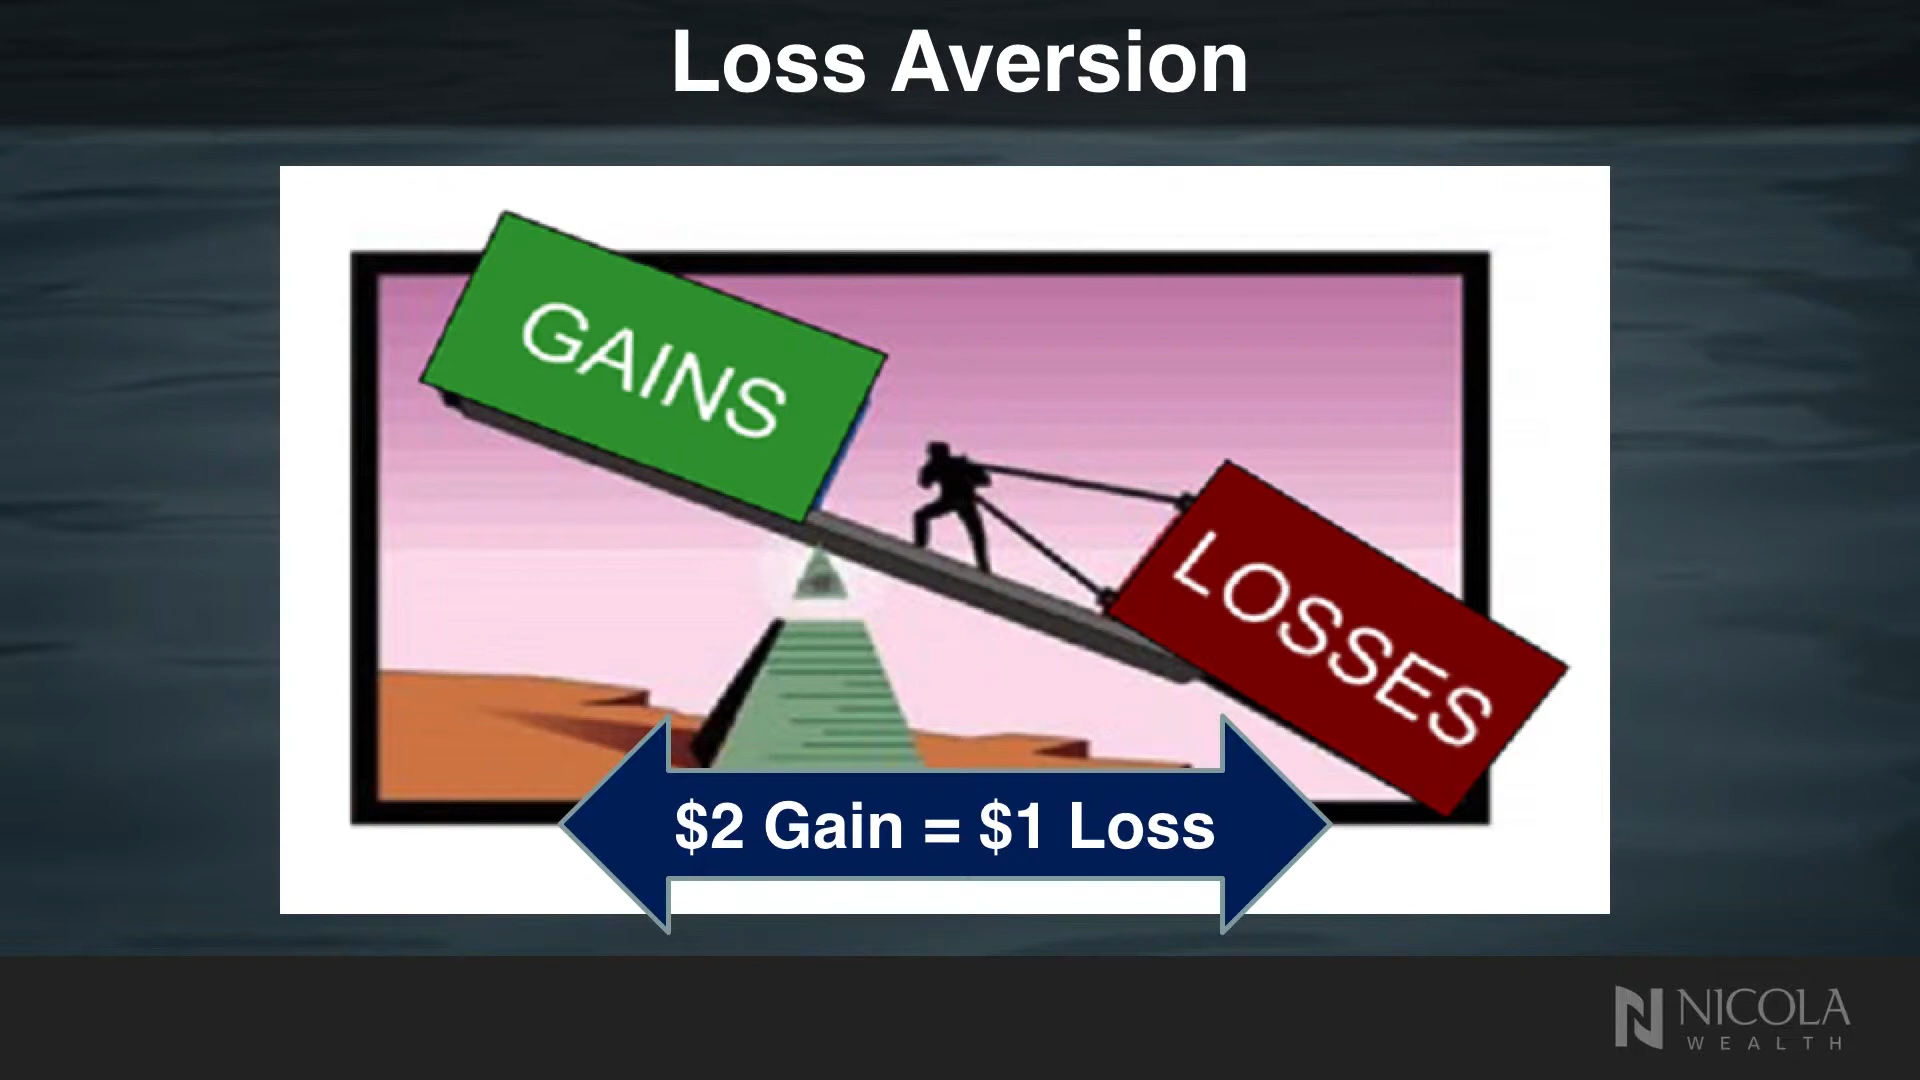 Loss Aversion
GAINS
LOSSES
$2 Gain = $1 Loss
NICOLA
WEALTH